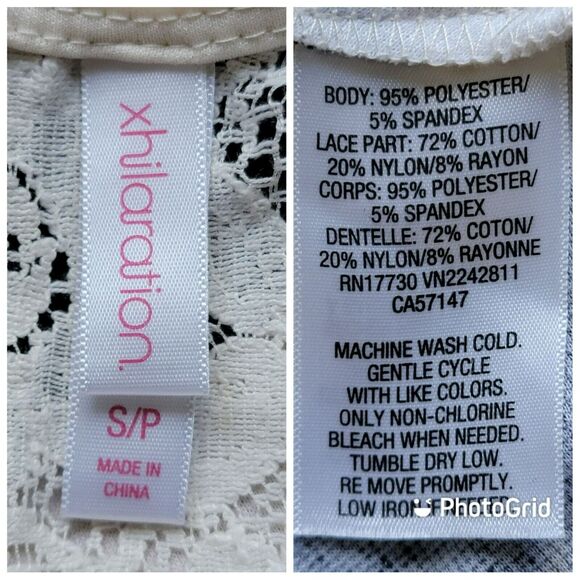 xhilaration.
S/P
MADE IN
CHINA
BODY: 95% POLYESTER/
5% SPANDEX
LACE PART: 72% COTTON/
20% NYLON/8% RAYON
CORPS: 95% POLYESTER/
5% SPANDEX
DENTELLE: 72% COTON/
20% NYLON/8% RAYONNE
RN17730 VN2242811
CA57147
MACHINE WASH COLD.
GENTLE CYCLE
WITH LIKE COLORS.
ONLY NON-CHLORINE
BLEACH WHEN NEEDED.
TUMBLE DRY LOW.
RE MOVE PROMPTLY.
LOW IRON
PhotoGrid